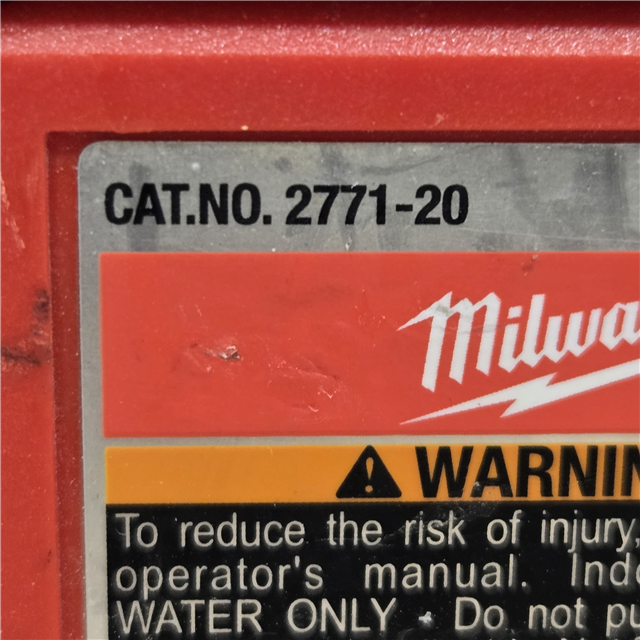 CAT.NO. 2771-20
Milwa
WARNIN
To reduce the risk of injury,
operator's manual. Indo
WATER ONLY - Do not pu